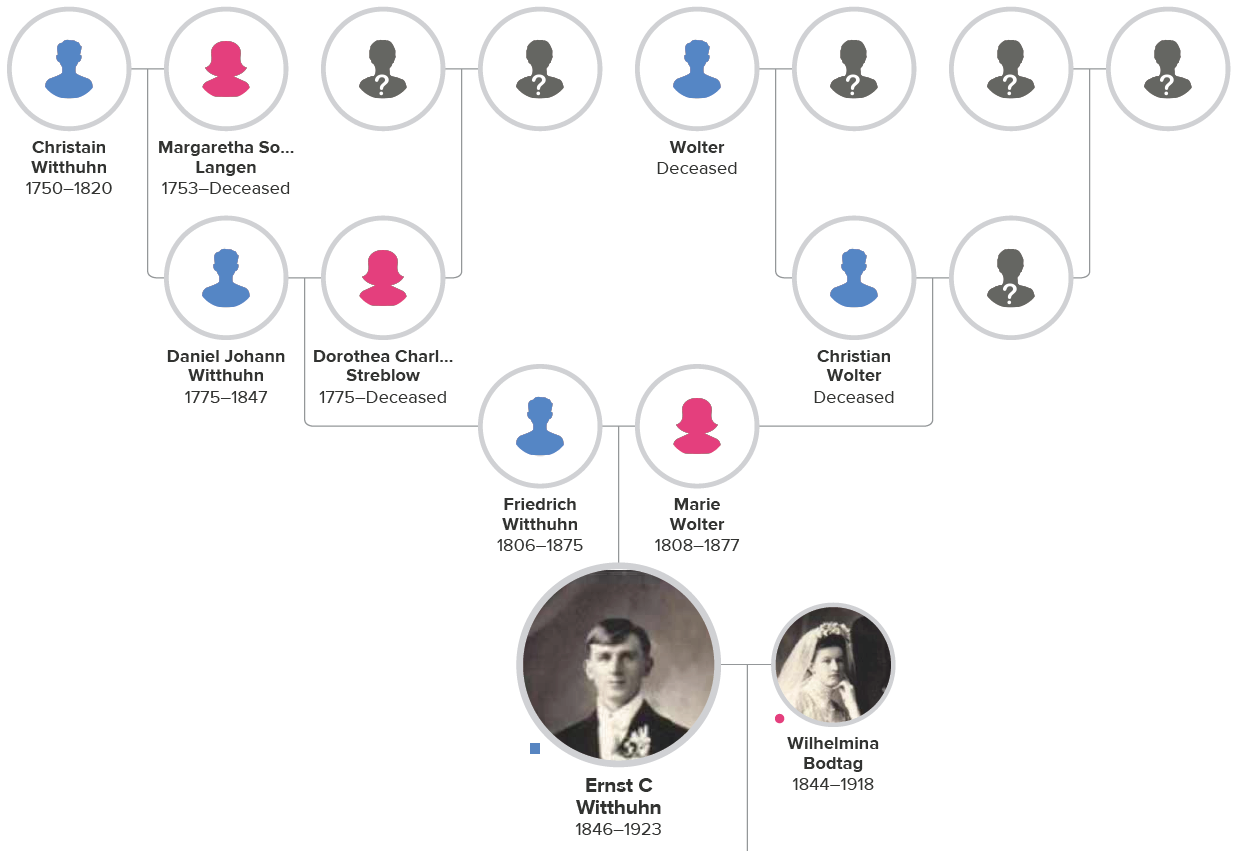 ?
?
?
?
?
Christain
Witthuhn
1750–1820
Margaretha So...
Langen
1753–Deceased
Wolter
Deceased
?
Daniel Johann
Witthuhn
1775–1847
Dorothea Charl...
Streblow
1775–Deceased
Christian
Wolter
Deceased
Friedrich
Witthuhn
1806–1875
Marie
Wolter
1808–1877
Ernst C
Witthuhn
1846–1923
Wilhelmina
Bodtag
1844–1918